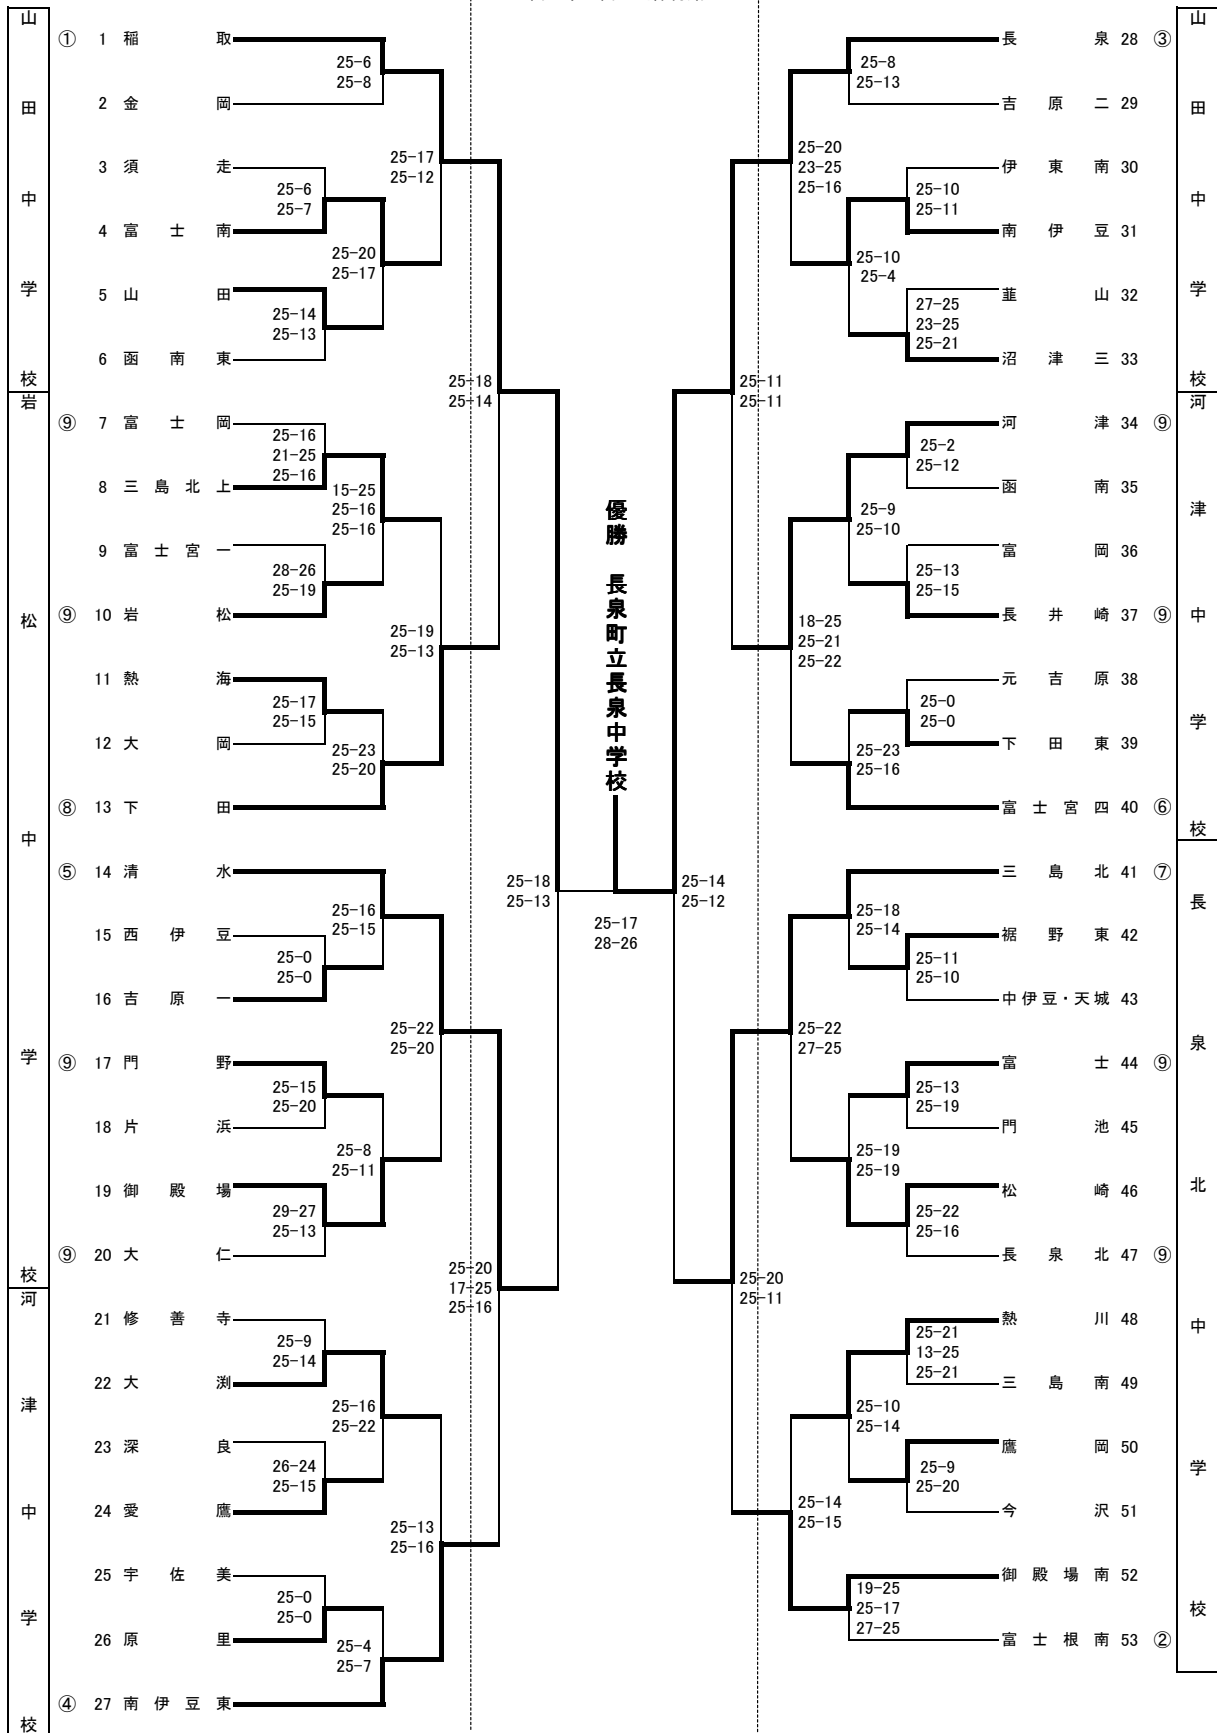 山田中学校
① 1 稲取
2 金岡
3 須走
4 富士南
5 山田
6 函南東
岩松中学校
⑨ 7 富士岡
8 三島北上
9 富士宮一
⑨ 10 岩松
11 熱海
12 大岡
⑧ 13 下田
⑤ 14 清水
15 西伊豆
16 吉原一
⑨ 17 門野
18 片浜
19 御殿場
⑨ 20 大仁
河津中学校
21 修善寺
22 大渕
23 深良
24 愛鷹
25 宇佐美
26 原里
④ 27 南伊豆東
25-6
25-8
25-6
25-7
25-14
25-13
25-20
25-17
25-17
25-12
25-16
21-25
25-16
28-26
25-19
15-25
25-16
25-16
25-17
25-15
25-23
25-20
25-19
25-13
25-18
25-14
25-0
25-0
25-16
25-15
25-15
25-20
29-27
25-13
25-8
25-11
25-22
25-20
25-9
25-14
26-24
25-15
25-16
25-22
25-0
25-0
25-4
25-7
25-13
25-16
25-20
17-25
25-16
25-18
25-13
優勝 長泉町立長泉中学校
25-17
28-26
25-14
25-12
25-11
25-11
25-20
25-11
25-8
25-13
25-20
23-25
25-16
25-10
25-11
25-10
25-4
27-25
23-25
25-21
25-2
25-12
25-9
25-10
25-13
25-15
18-25
25-21
25-22
25-0
25-0
25-23
25-16
25-18
25-14
25-11
25-10
25-22
27-25
25-13
25-19
25-19
25-19
25-22
25-16
25-21
13-25
25-21
25-10
25-14
25-9
25-20
25-14
25-15
19-25
25-17
27-25
山田中学校
長泉 28 ③
吉原二 29
伊東南 30
南伊豆 31
韮山 32
沼津三 33
河津中学校
河津 34 ⑨
函南 35
富岡 36
長井崎 37 ⑨
元吉原 38
下田東 39
富士宮四 40 ⑥
長泉北中学校
三島北 41 ⑦
裾野東 42
中伊豆・天城 43
富士 44 ⑨
門池 45
松崎 46
長泉北 47 ⑨
熱川 48
三島南 49
鷹岡 50
今沢 51
御殿場南 52
富士根南 53 ②